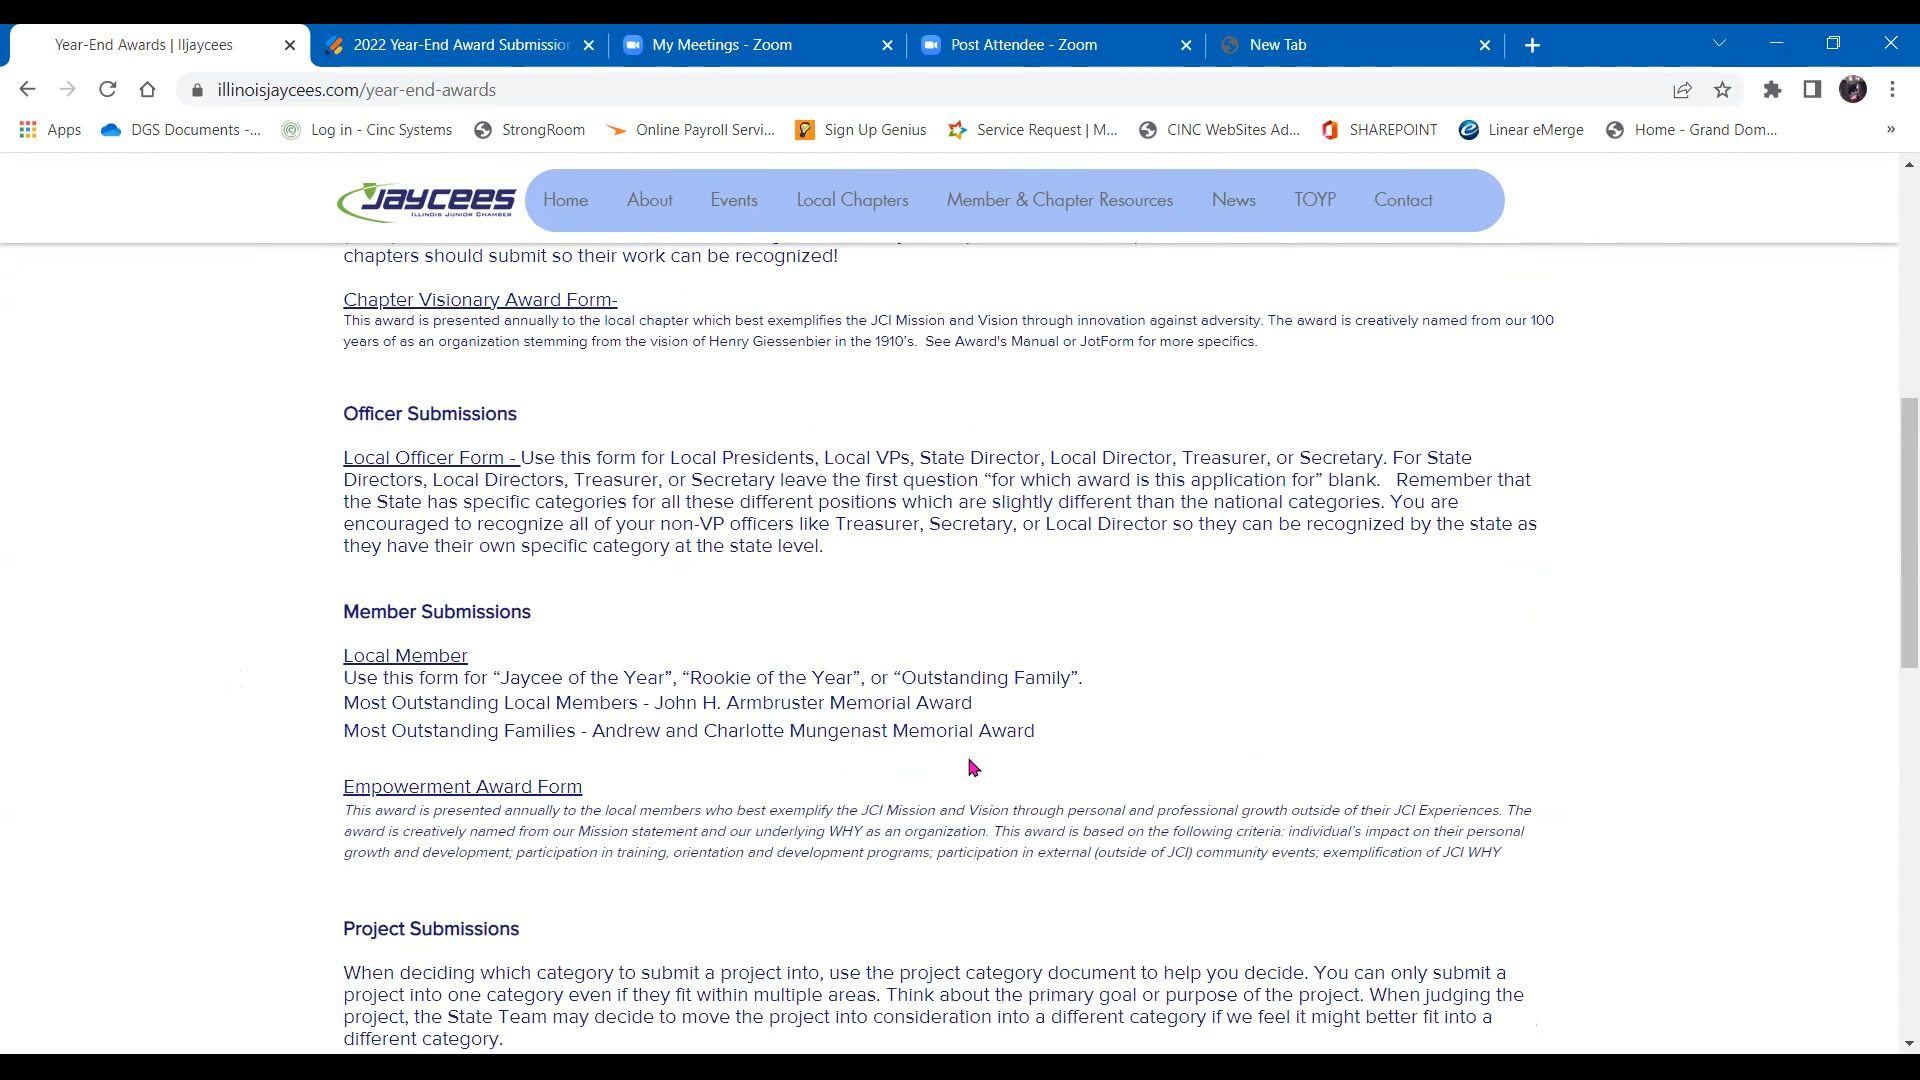 Year-End Awards | Iljaycees
2022 Year-End Award Submission
My Meetings - Zoom
Post Attendee - Zoom
New Tab
illinoisjaycees.com/year-end-awards
Apps
DGS Documents -...
Log in - Cinc Systems
StrongRoom
Online Payroll Servi...
Sign Up Genius
Service Request | M...
CINC WebSites Ad...
SHAREPOINT
Linear eMerge
Home - Grand Dom...
»
Jaycees
ILLINOIS JUNIOR CHAMBER
Home
About
Events
Local Chapters
Member & Chapter Resources
News
TOYP
Contact
chapters should submit so their work can be recognized!
Chapter Visionary Award Form-
This award is presented annually to the local chapter which best exemplifies the JCI Mission and Vision through innovation against adversity. The award is creatively named from our 100
years of as an organization stemming from the vision of Henry Giessenbier in the 1910’s.  See Award's Manual or JotForm for more specifics.
Officer Submissions
Local Officer Form - Use this form for Local Presidents, Local VPs, State Director, Local Director, Treasurer, or Secretary. For State
Directors, Local Directors, Treasurer, or Secretary leave the first question “for which award is this application for” blank.   Remember that
the State has specific categories for all these different positions which are slightly different than the national categories. You are
encouraged to recognize all of your non-VP officers like Treasurer, Secretary, or Local Director so they can be recognized by the state as
they have their own specific category at the state level.
Member Submissions
Local Member
Use this form for “Jaycee of the Year”, “Rookie of the Year”, or “Outstanding Family”.
Most Outstanding Local Members - John H. Armbruster Memorial Award
Most Outstanding Families - Andrew and Charlotte Mungenast Memorial Award
Empowerment Award Form
This award is presented annually to the local members who best exemplify the JCI Mission and Vision through personal and professional growth outside of their JCI Experiences. The
award is creatively named from our Mission statement and our underlying WHY as an organization. This award is based on the following criteria: individual’s impact on their personal
growth and development; participation in training, orientation and development programs; participation in external (outside of JCI) community events; exemplification of JCI WHY
Project Submissions
When deciding which category to submit a project into, use the project category document to help you decide. You can only submit a
project into one category even if they fit within multiple areas. Think about the primary goal or purpose of the project. When judging the
project, the State Team may decide to move the project into consideration into a different category if we feel it might better fit into a
different category.